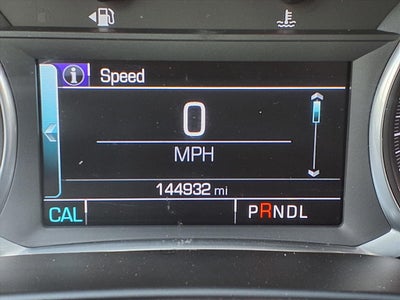 Speed
0
MPH
144932 mi
CAL
PRNDL